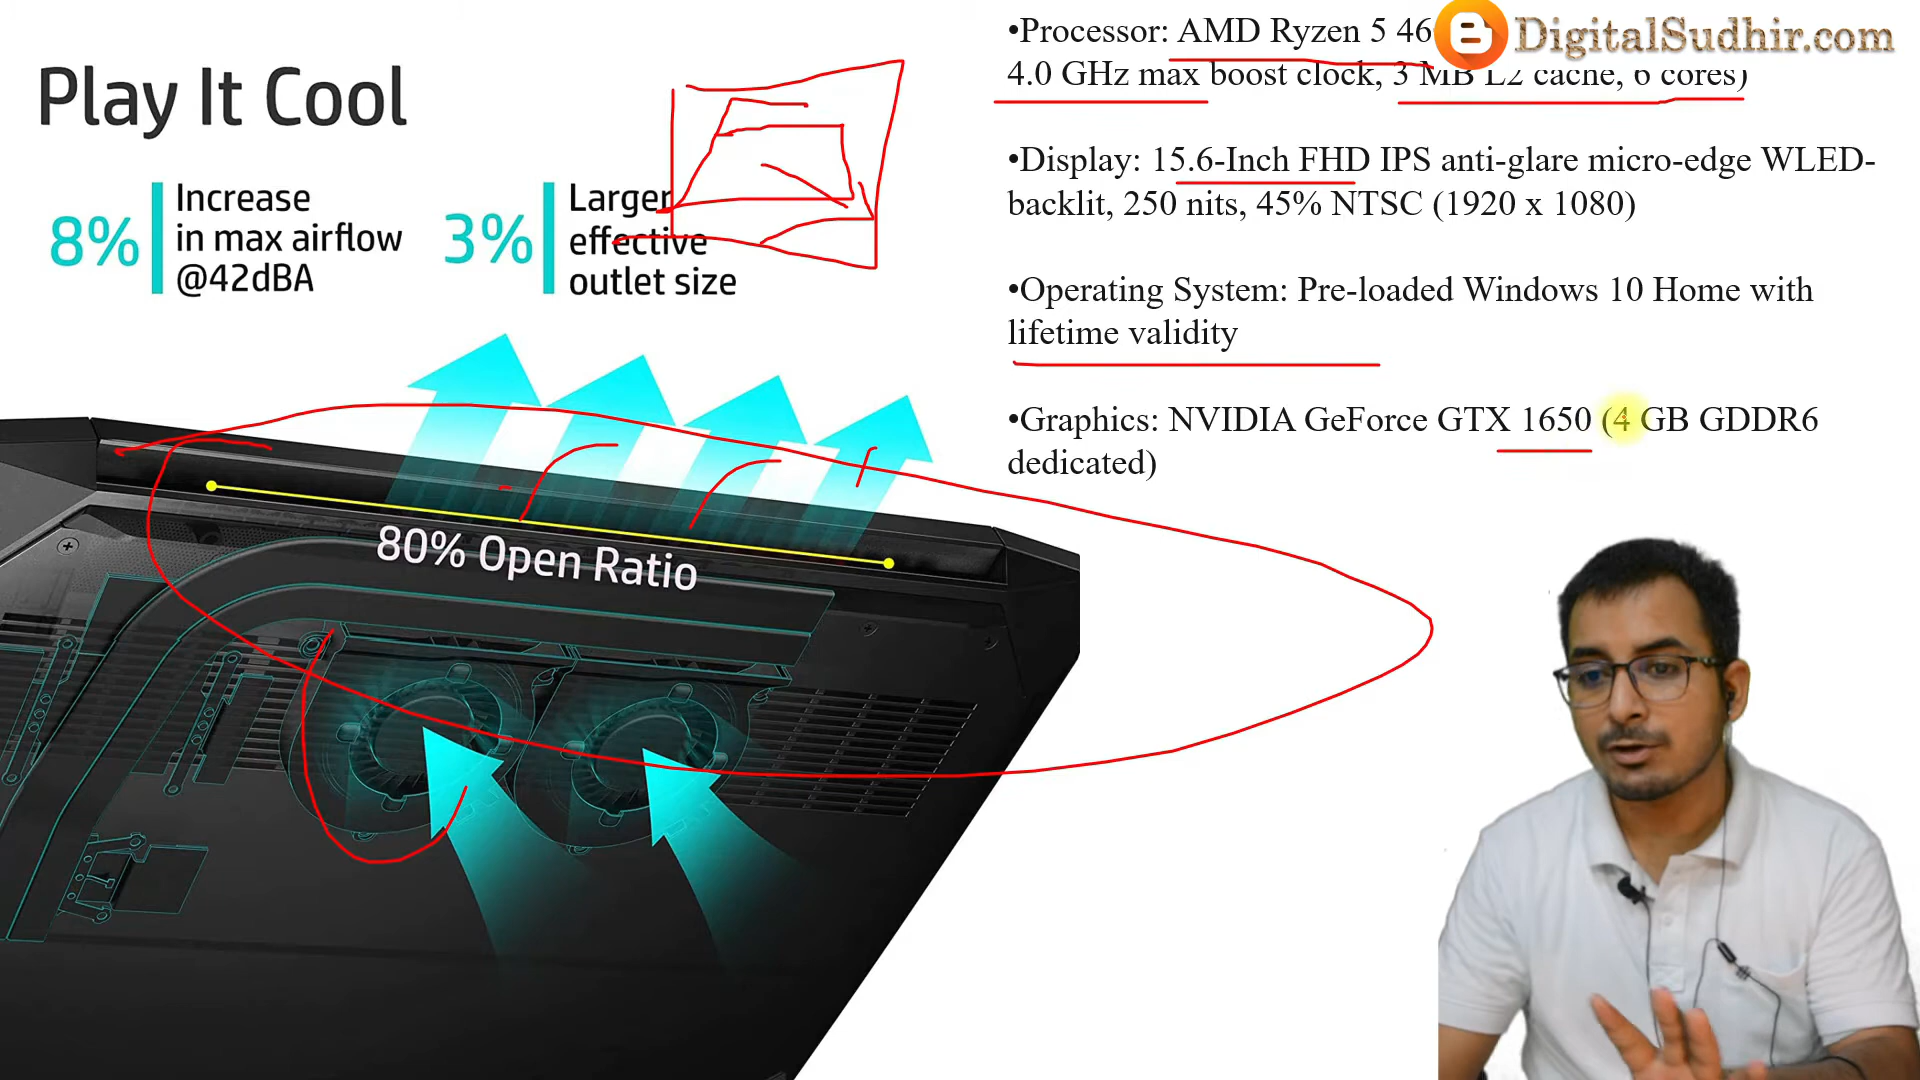 Play It Cool
8%
Increase
in max airflow
@42dBA
3%
Larger
effective
outlet size
80% Open Ratio
•Processor: AMD Ryzen 5 46
4.0 GHz max boost clock, 3 MB L2 cache, 6 cores)
•Display: 15.6-Inch FHD IPS anti-glare micro-edge WLED-
backlit, 250 nits, 45% NTSC (1920 x 1080)
•Operating System: Pre-loaded Windows 10 Home with
lifetime validity
•Graphics: NVIDIA GeForce GTX 1650 (4 GB GDDR6
dedicated)
DigitalSudhir.com